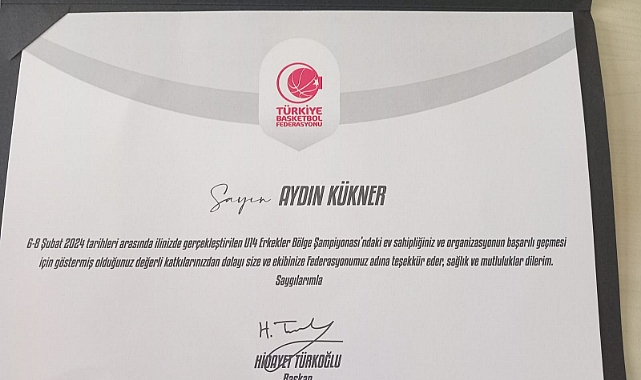 TÜRKİYE
BASKETBOL
FEDERASYONU
Sayın AYDIN KÜKNER
6-8 Şubat 2024 tarihleri arasında ilinizde gerçekleştirilen U14 Erkekler Bölge Şampiyonası'ndaki ev sahipliğiniz ve organizasyonun başarılı geçmesi
için göstermiş olduğunuz değerli katkılarınızdan dolayı size ve ekibinize Federasyonumuz adına teşekkür eder, sağlık ve mutluluklar dilerim.
Saygılarımla
HİDAYET TÜRKOĞLU
Başkan